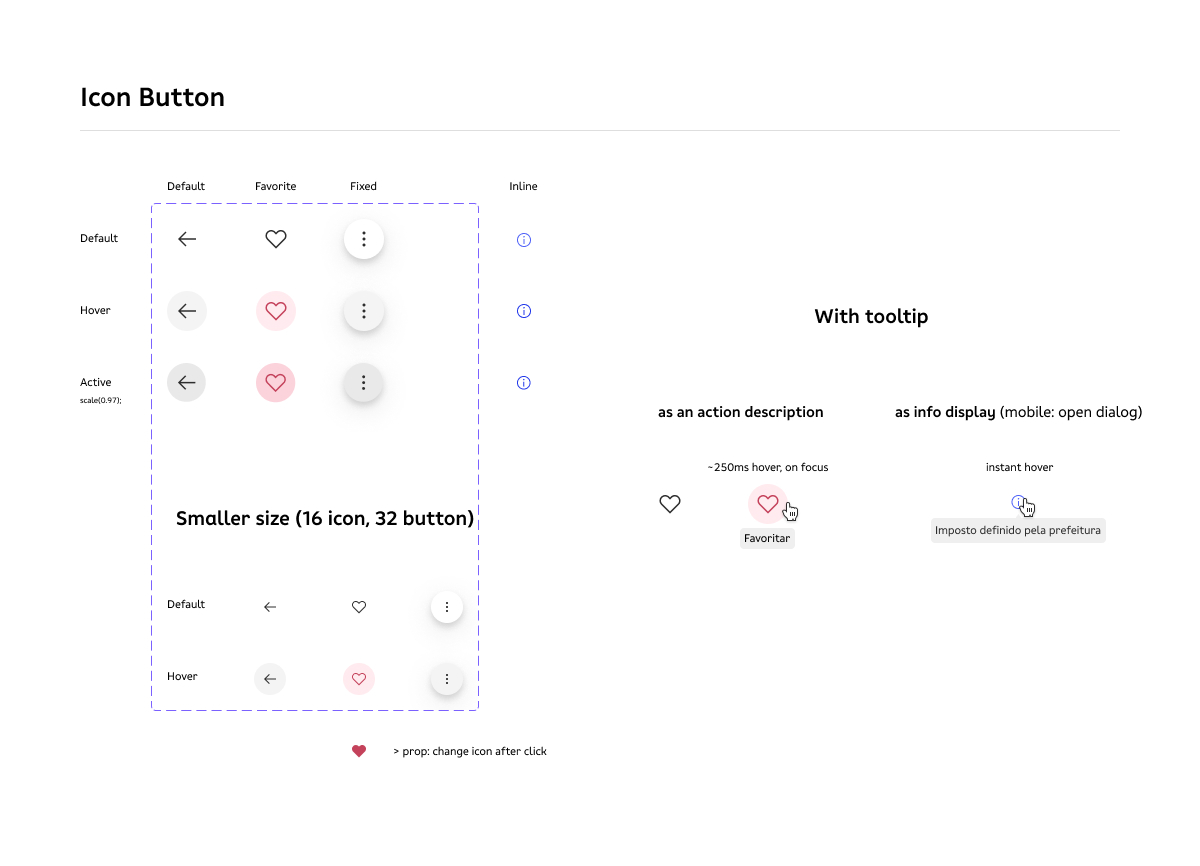 Icon Button
Default
Favorite
Fixed
Inline
Default
Hover
Active
scale(0.97);
Smaller size (16 icon, 32 button)
Default
Hover
> prop: change icon after click
With tooltip
as an action description
~250ms hover, on focus
Favoritar
as info display (mobile: open dialog)
instant hover
Imposto definido pela prefeitura